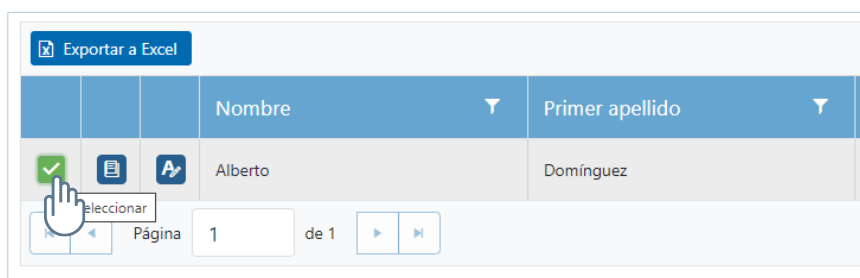 Exportar a Excel
Nombre Primer apellido
Alberto Domínguez
eleccionar
Página 1 de 1